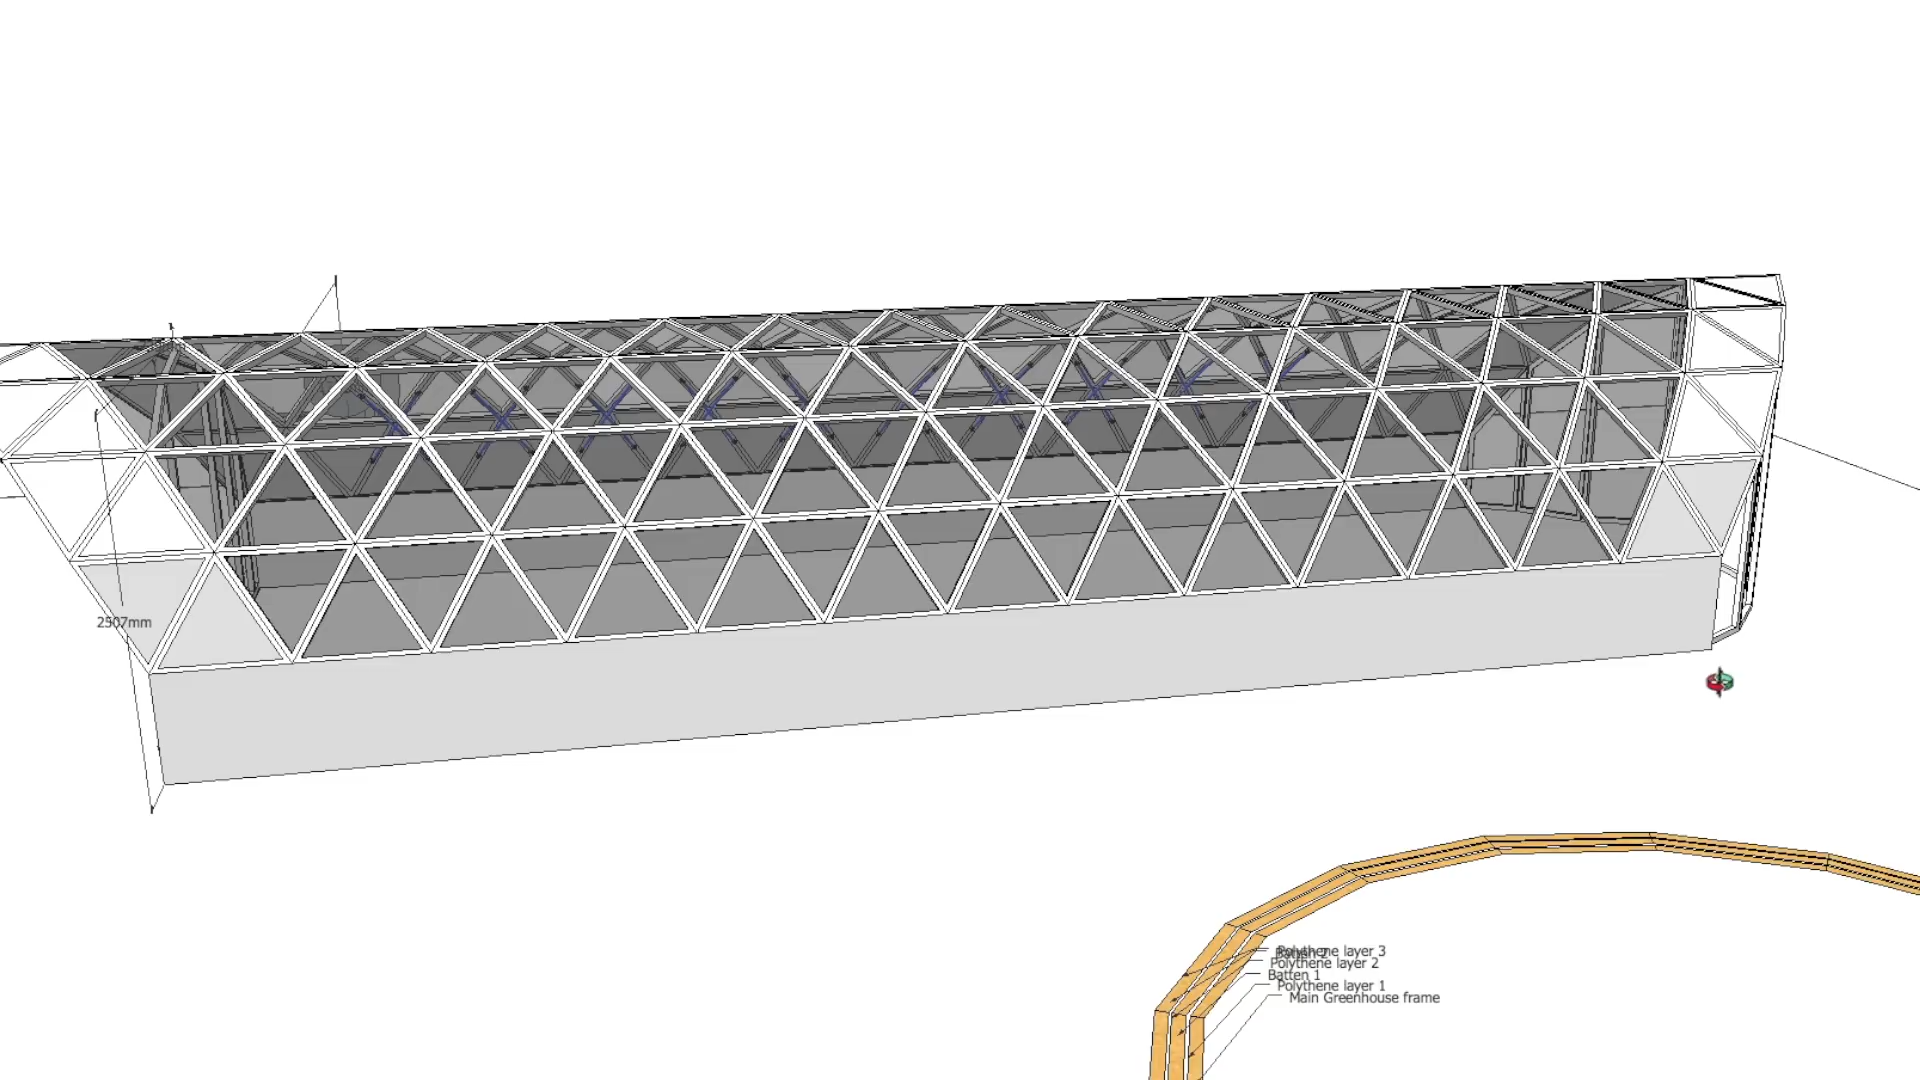 2507mm
Polythene layer 3
Polythene layer 2
Batten 1
Polythene layer 1
Main Greenhouse frame